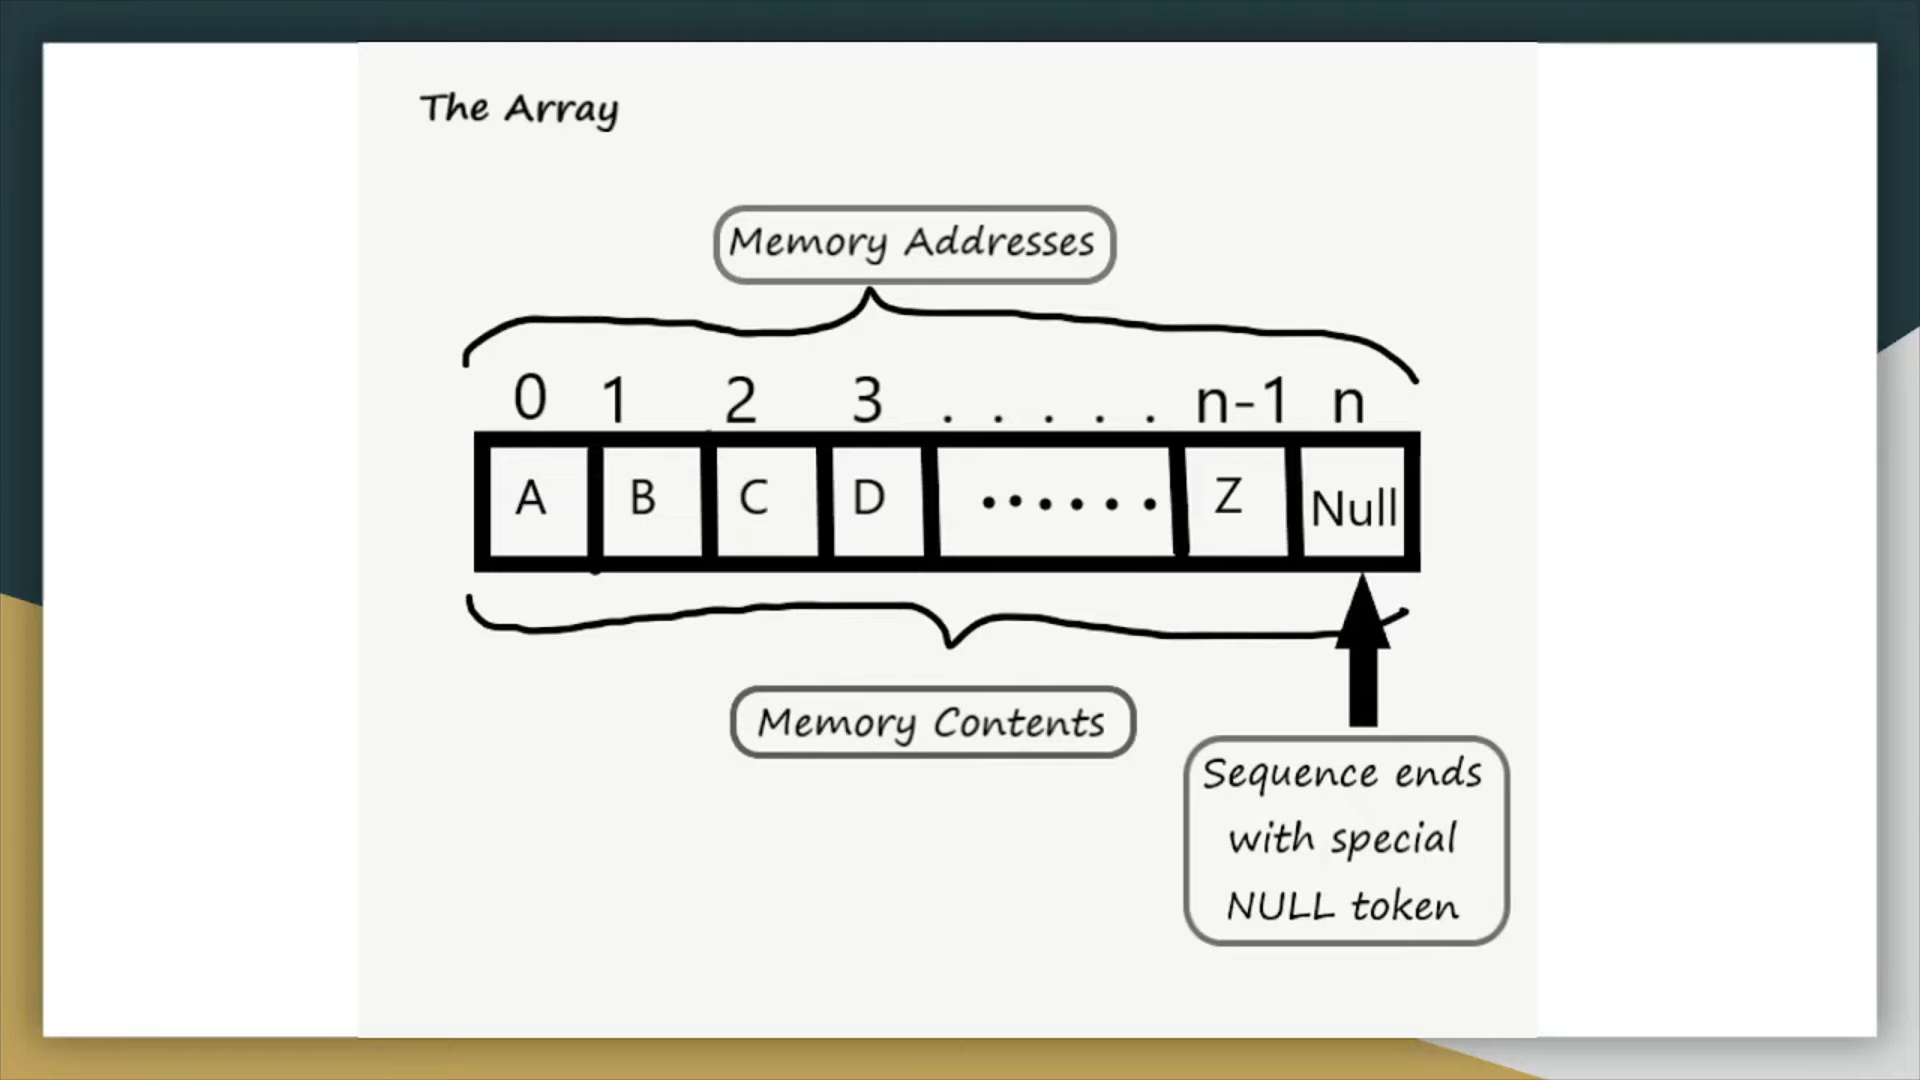 The Array
Memory Addresses
0 1 2 3 . . . . . n-1 n
A B C D ...... Z Null
Memory Contents
Sequence ends
with special
NULL token